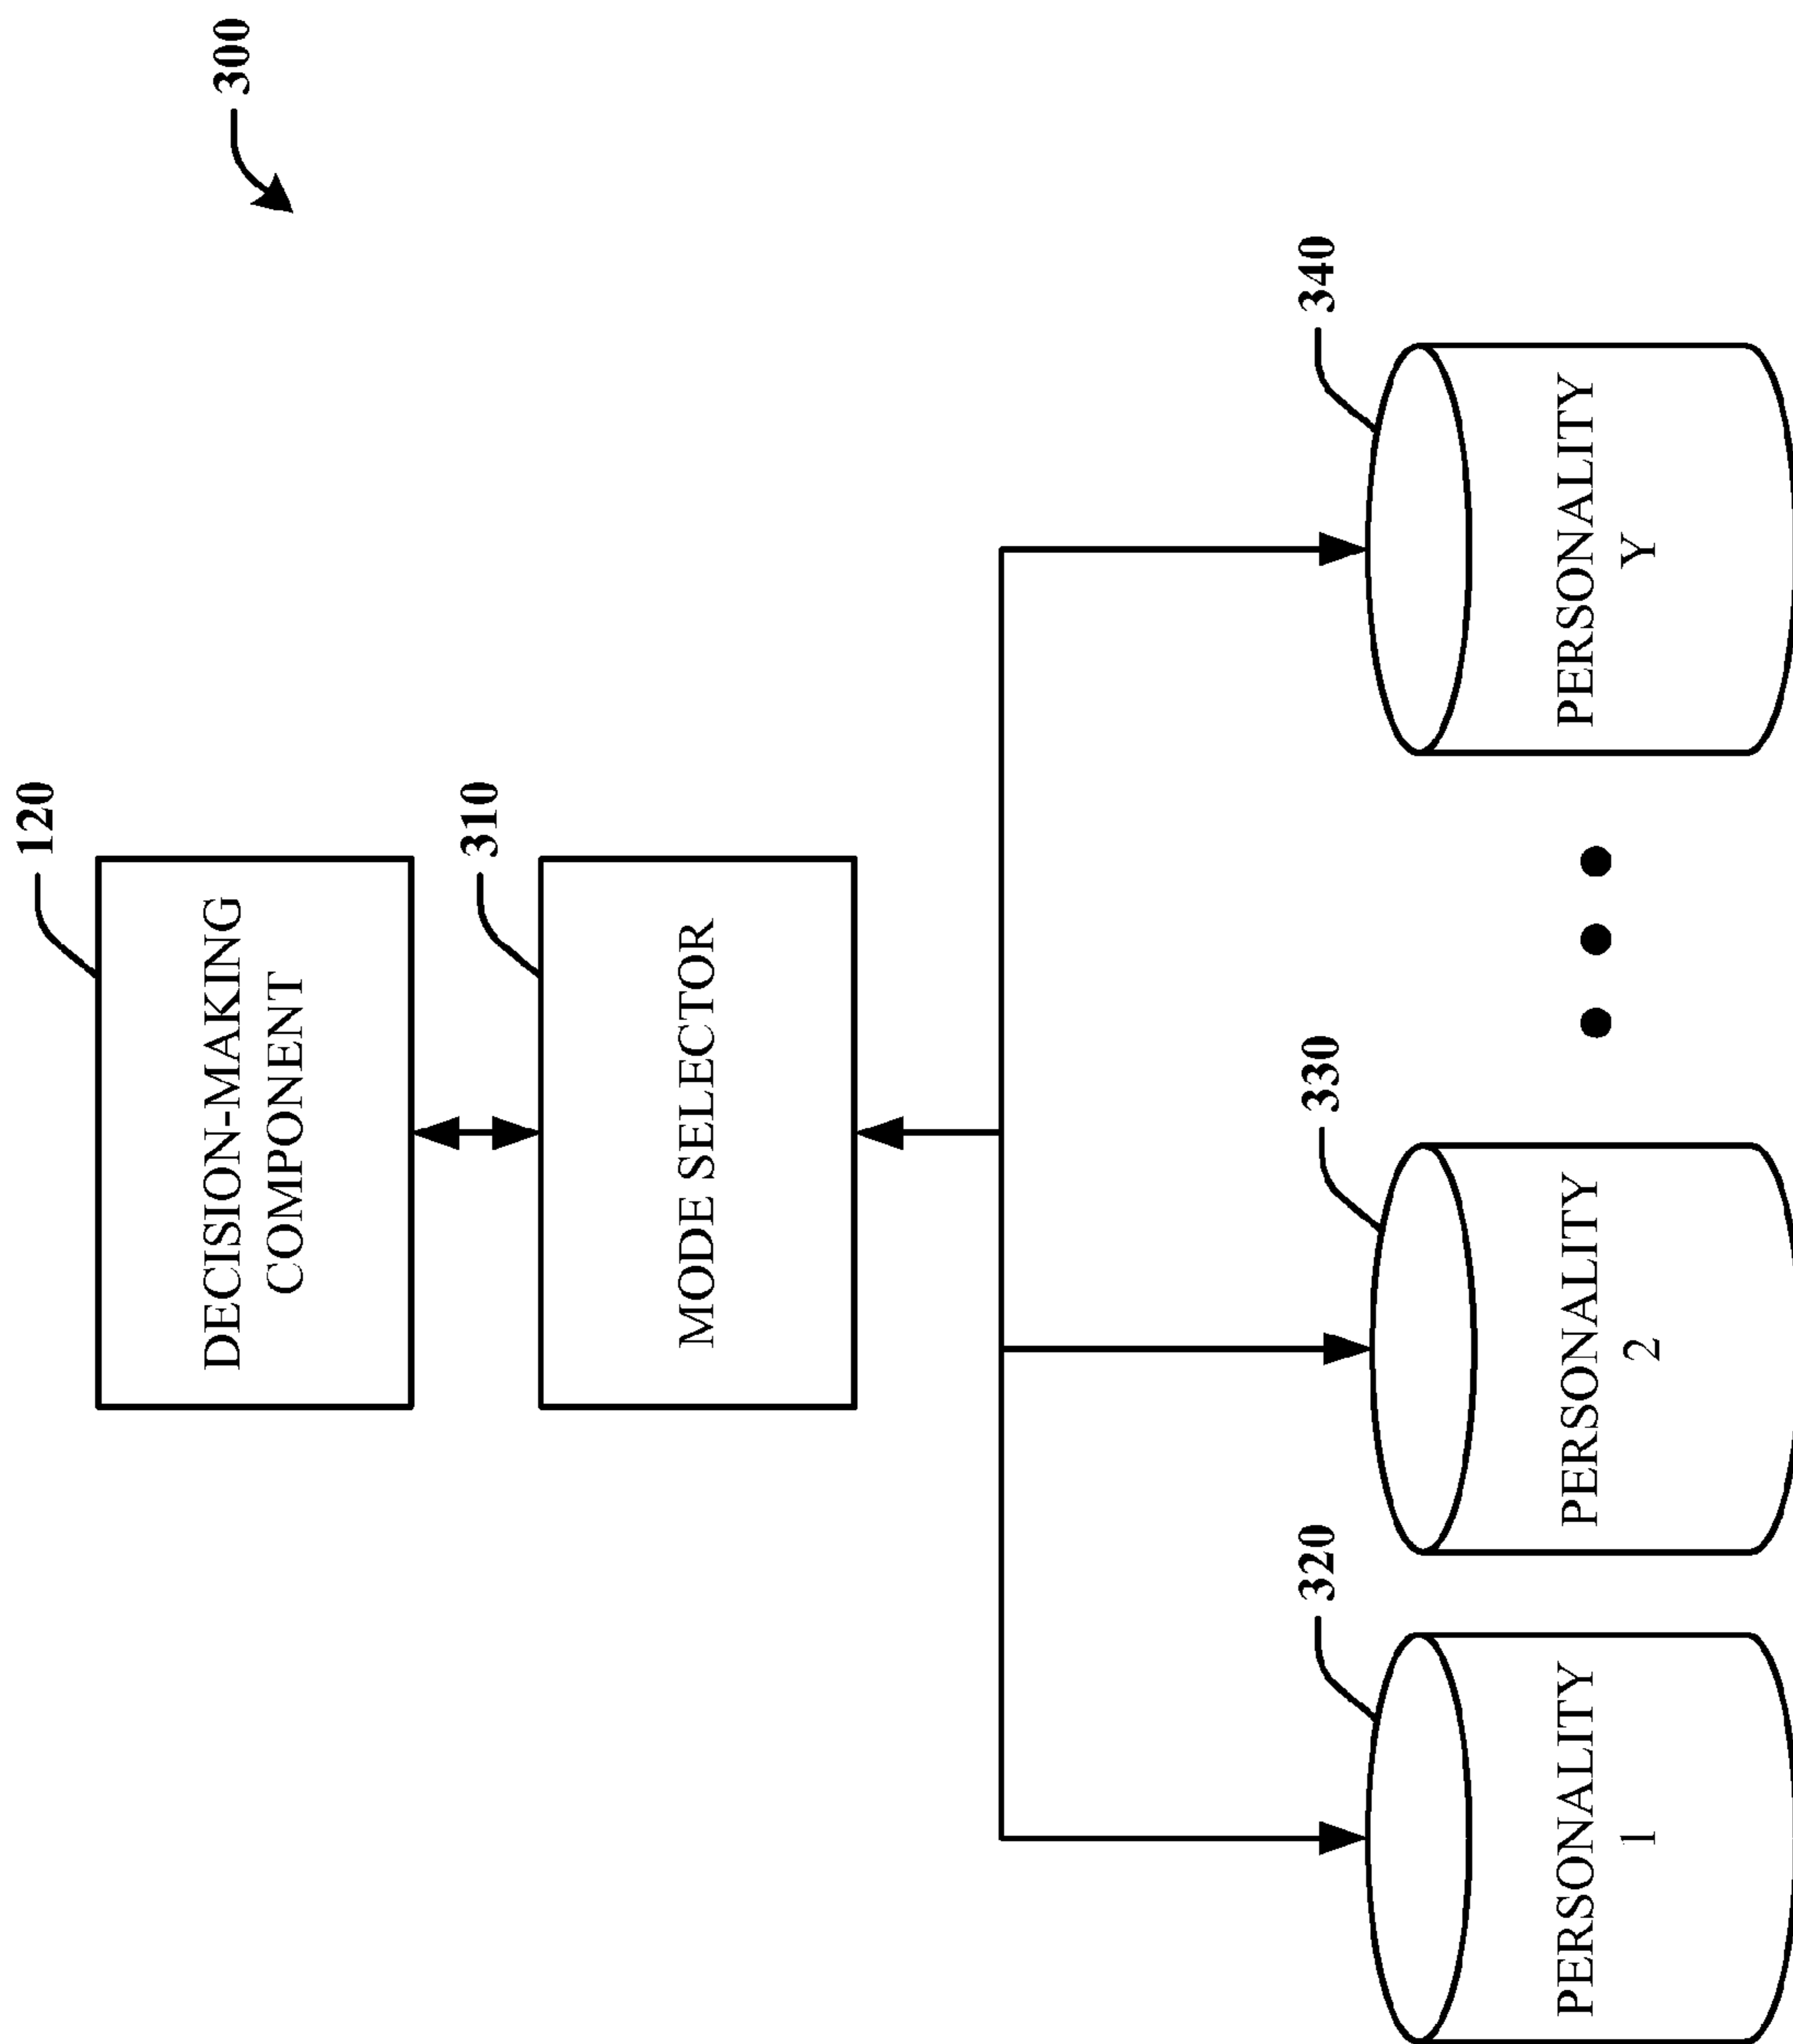 300
120
DECISION-MAKING
COMPONENT
310
MODE SELECTOR
320
330
340
PERSONALITY
1
PERSONALITY
2
PERSONALITY
Y